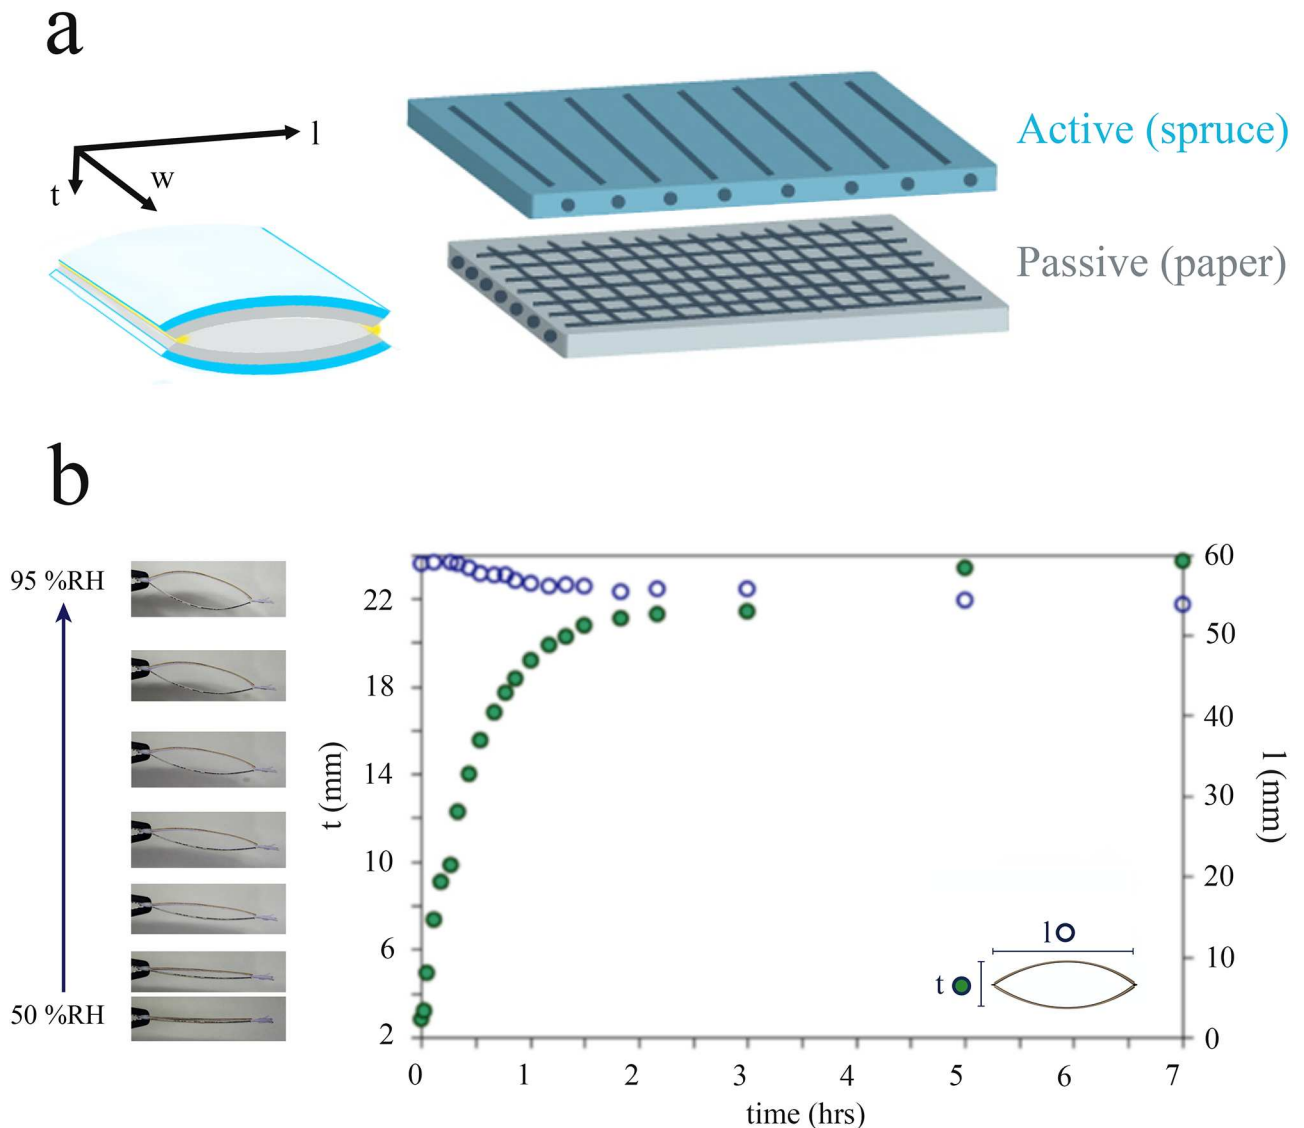 a
l
t
w
Active (spruce)
Passive (paper)
b
95 %RH
50 %RH
t (mm)
22
18
14
10
6
2
60
50
40
30
20
10
0
l (mm)
l
t
0 1 2 3 4 5 6 7
time (hrs)